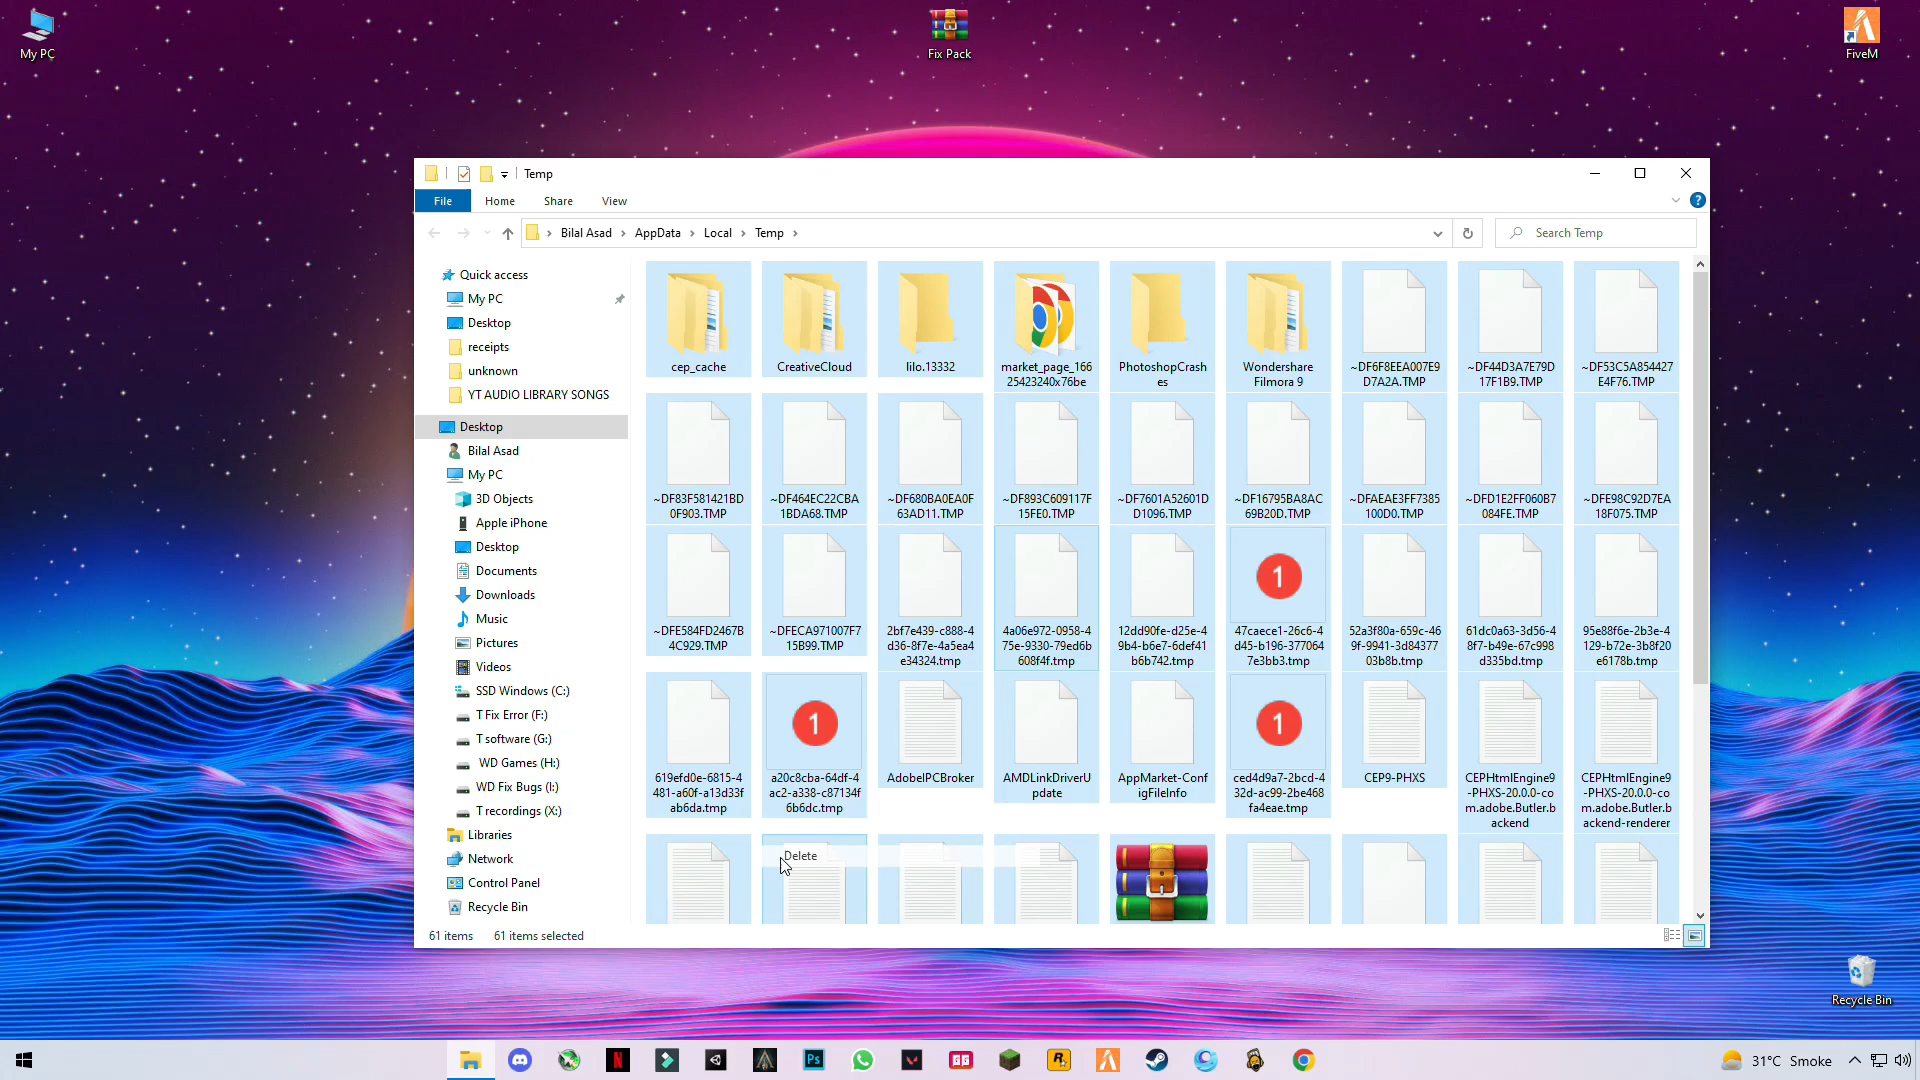 My PC
Fix Pack
FiveM
Temp
File
Home
Share
View
Bilal Asad
AppData
Local
Temp
Search Temp
Quick access
My PC
Desktop
receipts
unknown
YT AUDIO LIBRARY SONGS
Desktop
Bilal Asad
My PC
3D Objects
Apple iPhone
Desktop
Documents
Downloads
Music
Pictures
Videos
SSD Windows (C:)
T Fix Error (F:)
T software (G:)
WD Games (H:)
WD Fix Bugs (I:)
T recordings (X:)
Libraries
Network
Control Panel
Recycle Bin
cep_cache
CreativeCloud
lilo.13332
market_page_166
25423240x76be
PhotoshopCrash
es
Wondershare
Filmora 9
~DF6F8EEA007E9
D7A2A.TMP
~DF44D3A7E79D
17F1B9.TMP
~DF53C5A854427
E4F76.TMP
~DF83F581421BD
0F903.TMP
~DF464EC22CBA
1BDA68.TMP
~DF680BA0EA0F
63AD11.TMP
~DF893C609117F
15FE0.TMP
~DF7601A52601D
D1096.TMP
~DF16795BA8AC
69B20D.TMP
~DFAEAE3FF7385
100D0.TMP
~DFD1E2FF060B7
084FE.TMP
~DFE98C92D7EA
18F075.TMP
~DFE584FD2467B
4C929.TMP
~DFECA971007F7
15B99.TMP
2bf7e439-c888-4
d36-8f7e-4a5ea4
e34324.tmp
4a06e972-0958-4
75e-9330-79ed6b
608f4f.tmp
12dd90fe-d25e-4
9b4-b6e7-6def41
b6b742.tmp
1
47caece1-26c6-4
d45-b196-377064
7e3bb3.tmp
52a3f80a-659c-46
9f-9941-3d84377
03b8b.tmp
61dc0a63-3d56-4
8f7-b49e-67c998
d335bd.tmp
95e88f6e-2b3e-4
129-b72e-3b8f20
e6178b.tmp
619efd0e-6815-4
481-a60f-a13d33f
ab6da.tmp
1
a20c8cba-64df-4
ac2-a338-c87134f
6b6dc.tmp
AdobeIPCBroker
AMDLinkDriverU
pdate
AppMarket-Conf
igFileInfo
1
ced4d9a7-2bcd-4
32d-ac99-2be468
fa4eae.tmp
CEP9-PHXS
CEPHtmlEngine9
-PHXS-20.0.0-co
m.adobe.Butler.b
ackend
CEPHtmlEngine9
-PHXS-20.0.0-co
m.adobe.Butler.b
ackend-renderer
Delete
61 items
61 items selected
Recycle Bin
31°C Smoke